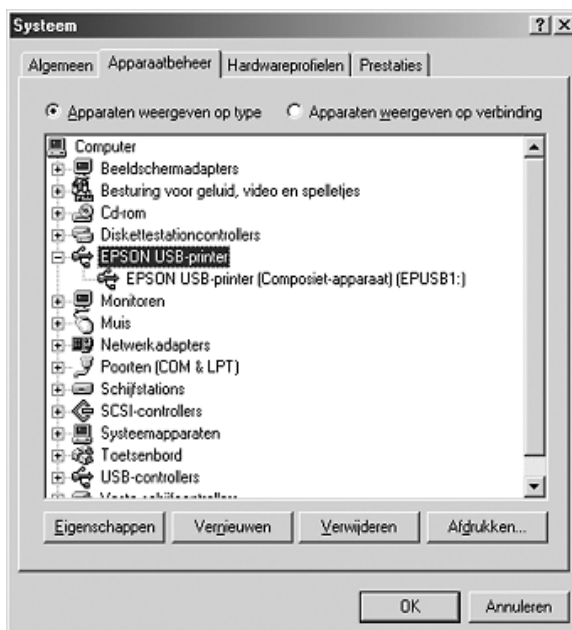 Systeem
Algemeen Apparaatbeheer Hardwareprofielen Prestaties
Apparaten weergeven op type Apparaten weergeven op verbinding
Computer
Beeldschermadapters
Besturing voor geluid, video en spelletjes
Cd-rom
Diskettestationcontrollers
EPSON USB-printer
EPSON USB-printer (Composiet-apparaat) (EPUSB1:)
Monitoren
Muis
Netwerkadapters
Poorten (COM & LPT)
Schijfstations
SCSI-controllers
Systeemapparaten
Toetsenbord
USB-controllers
Eigenschappen Vernieuwen Verwijderen Afdrukken...
OK Annuleren